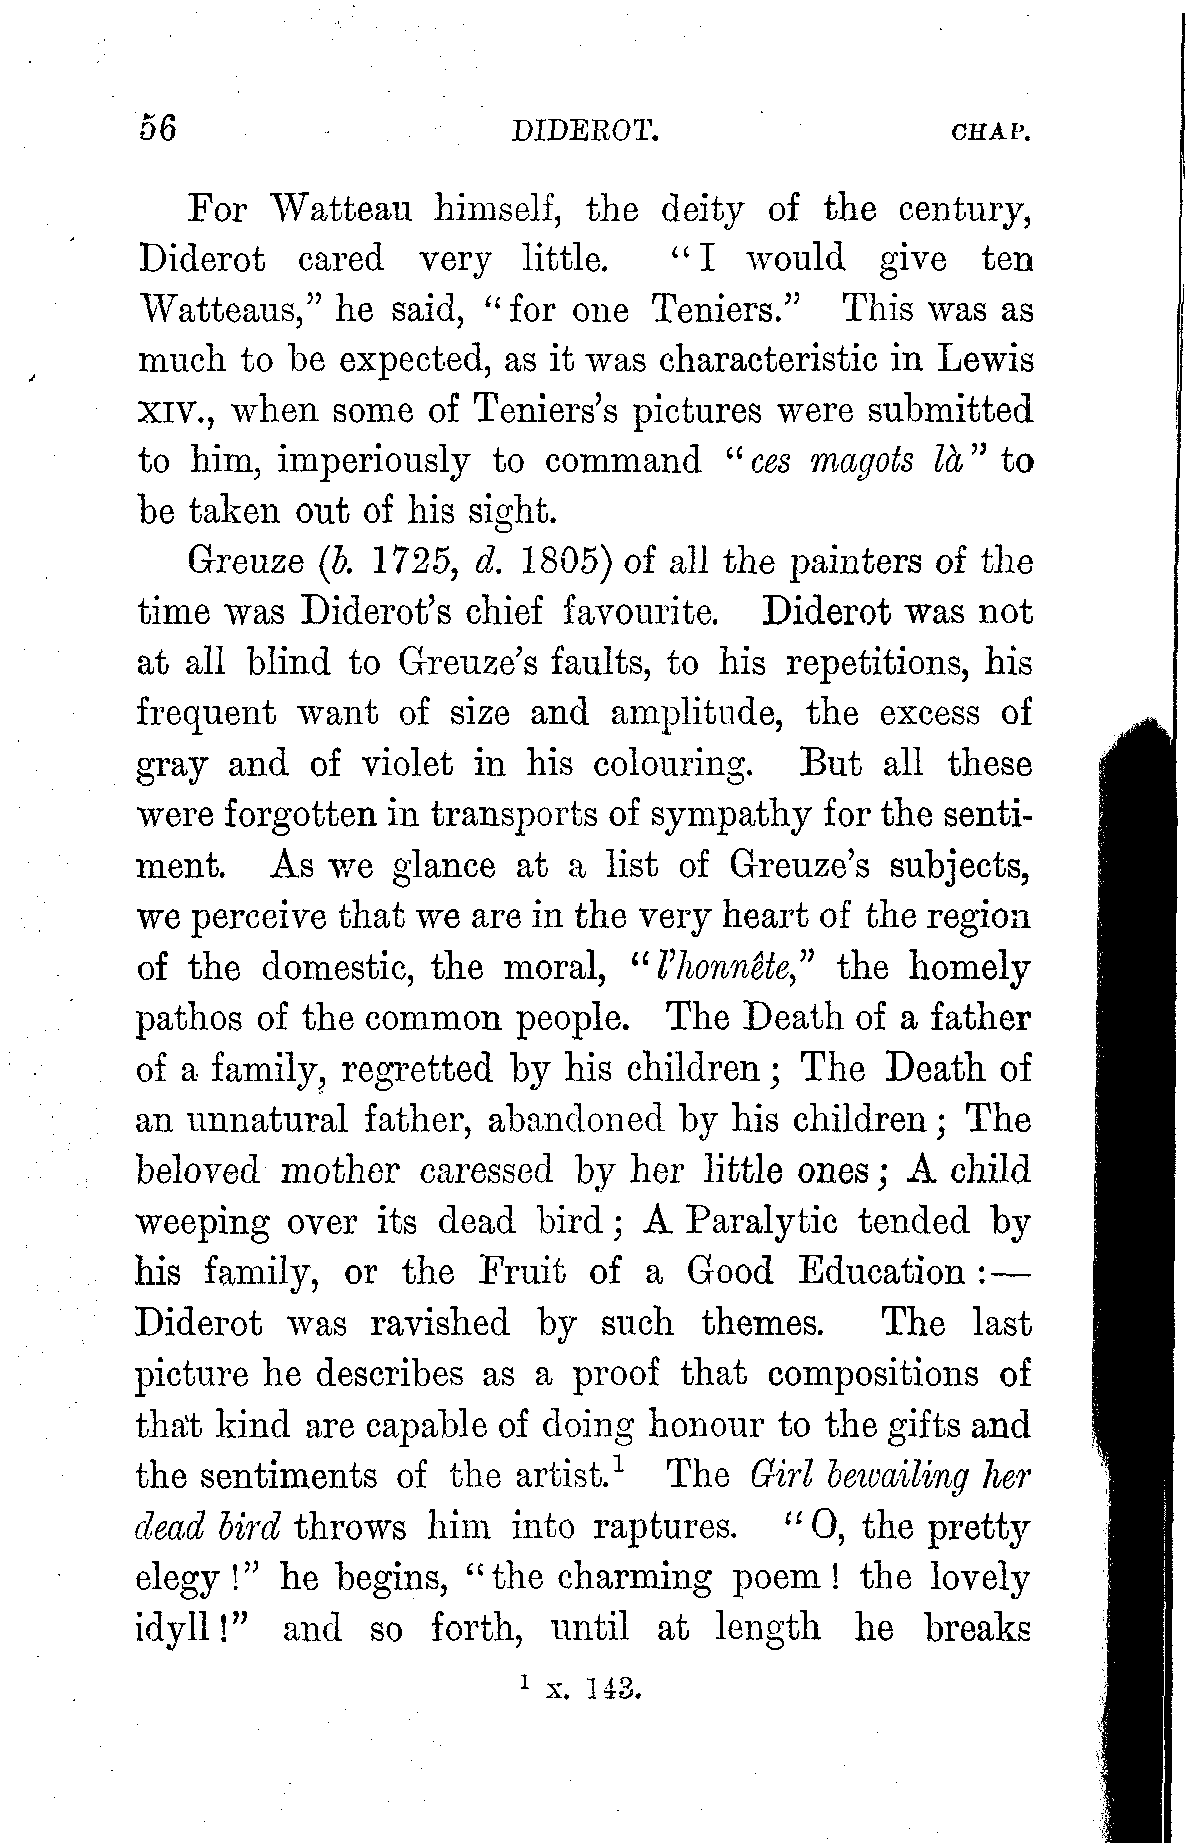 56 DIDEROT. CHAP.
For Watteau himself, the deity of the century,
Diderot cared very little. "I would give ten
Watteaus," he said, "for one Teniers." This was as
much to be expected, as it was characteristic in Lewis
XIV., when some of Teniers's pictures were submitted
to him, imperiously to command "ces magots là" to
be taken out of his sight.
Greuze (b. 1725, d. 1805) of all the painters of the
time was Diderot's chief favourite. Diderot was not
at all blind to Greuze's faults, to his repetitions, his
frequent want of size and amplitude, the excess of
gray and of violet in his colouring. But all these
were forgotten in transports of sympathy for the senti-
ment. As we glance at a list of Greuze's subjects,
we perceive that we are in the very heart of the region
of the domestic, the moral, "l'honnête," the homely
pathos of the common people. The Death of a father
of a family, regretted by his children; The Death of
an unnatural father, abandoned by his children; The
beloved mother caressed by her little ones; A child
weeping over its dead bird; A Paralytic tended by
his family, or the Fruit of a Good Education:—
Diderot was ravished by such themes. The last
picture he describes as a proof that compositions of
that kind are capable of doing honour to the gifts and
the sentiments of the artist.¹ The Girl bewailing her
dead bird throws him into raptures. "O, the pretty
elegy!" he begins, "the charming poem! the lovely
idyll!" and so forth, until at length he breaks
¹ x. 143.